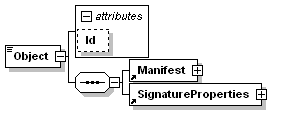 attributes
Id
Object
Manifest
SignatureProperties